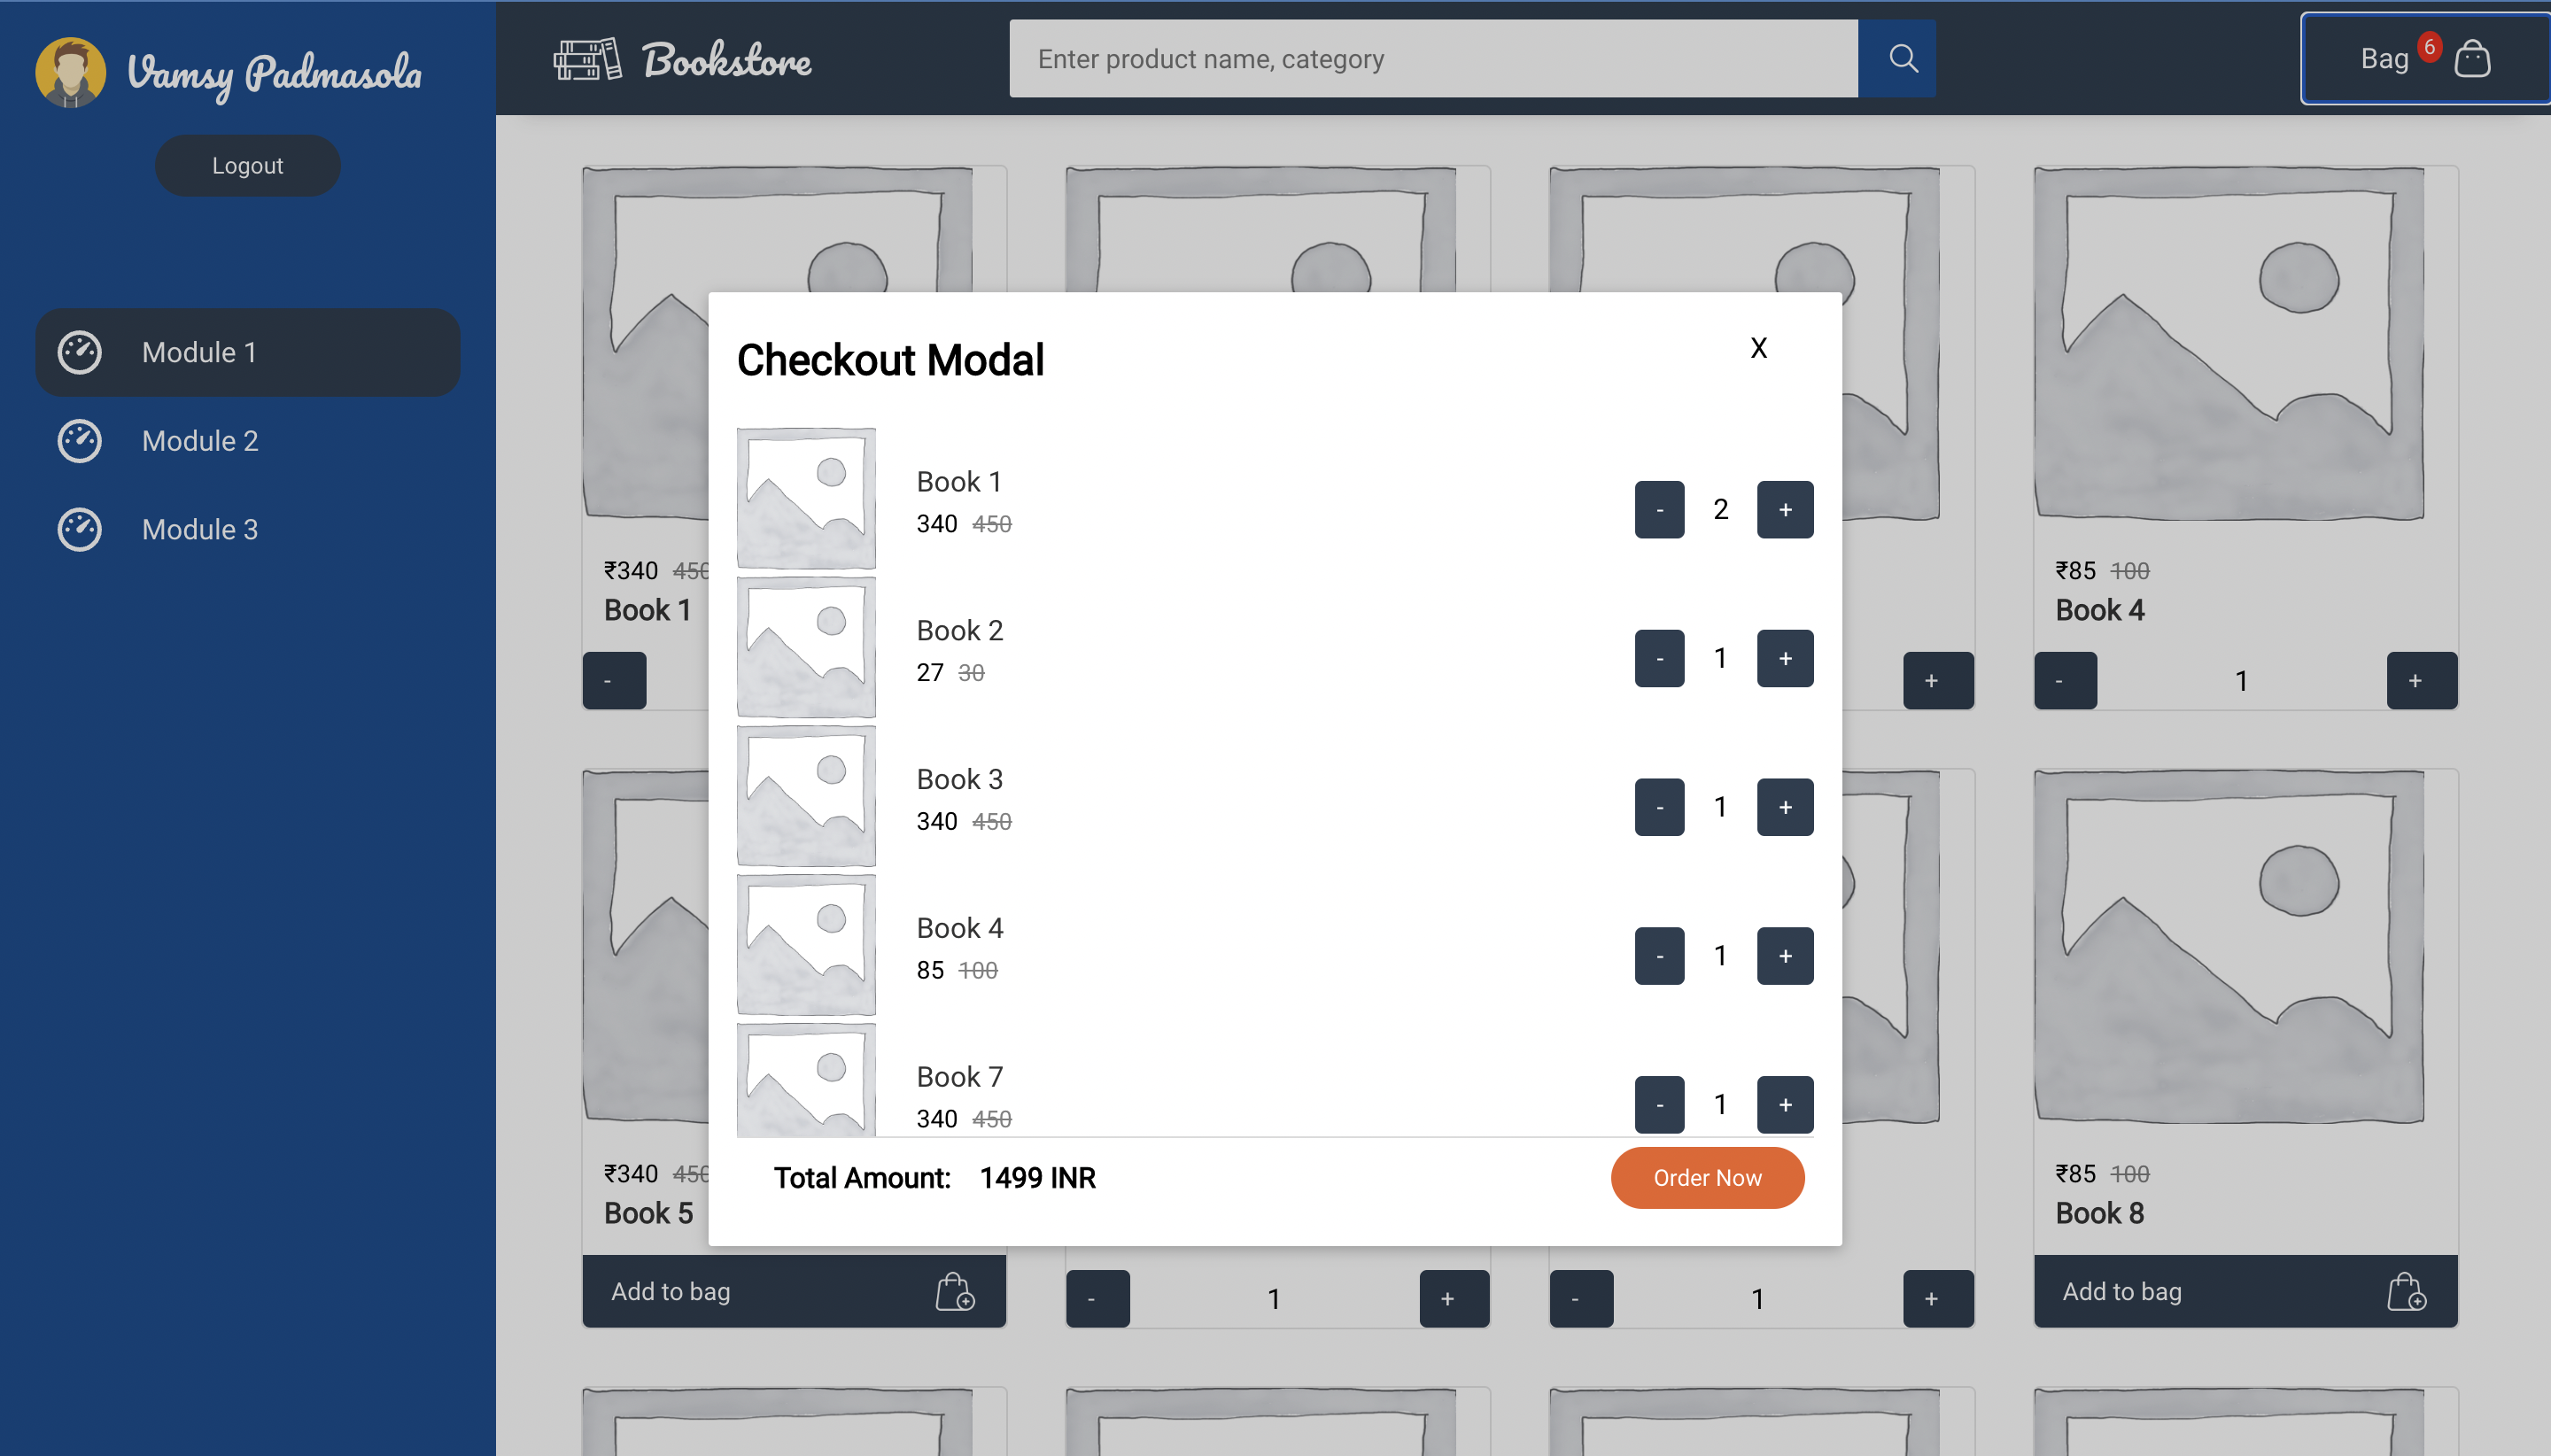 Vamsy Padmasola
Logout
Module 1
Module 2
Module 3
Bookstore
Enter product name, category
Bag 6
Checkout Modal
X
Book 1
340 450
- 2 +
Book 2
27 30
- 1 +
Book 3
340 450
- 1 +
Book 4
85 100
- 1 +
Book 7
340 450
- 1 +
Total Amount: 1499 INR
Order Now
₹340 450
Book 1
-
+
₹85 100
Book 4
- 1 +
₹340 450
Book 5
Add to bag
- 1 +
- 1 +
₹85 100
Book 8
Add to bag